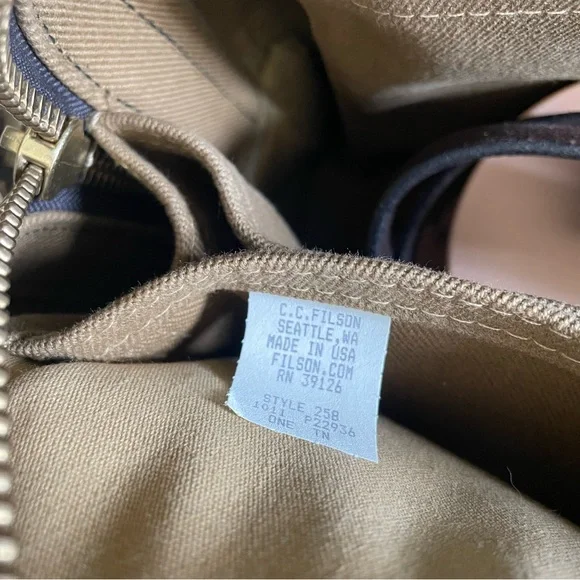 C.C.FILSON
SEATTLE,WA
MADE IN USA
FILSON.COM
RN 39126
STYLE 258
1011 P22936
ONE TN